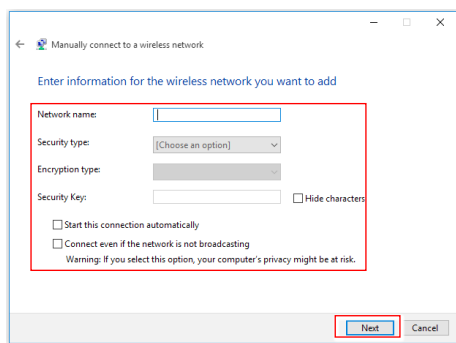 Manually connect to a wireless network
Enter information for the wireless network you want to add
Network name:
Security type: [Choose an option]
Encryption type:
Security Key: Hide characters
Start this connection automatically
Connect even if the network is not broadcasting
Warning: If you select this option, your computer's privacy might be at risk.
Next Cancel